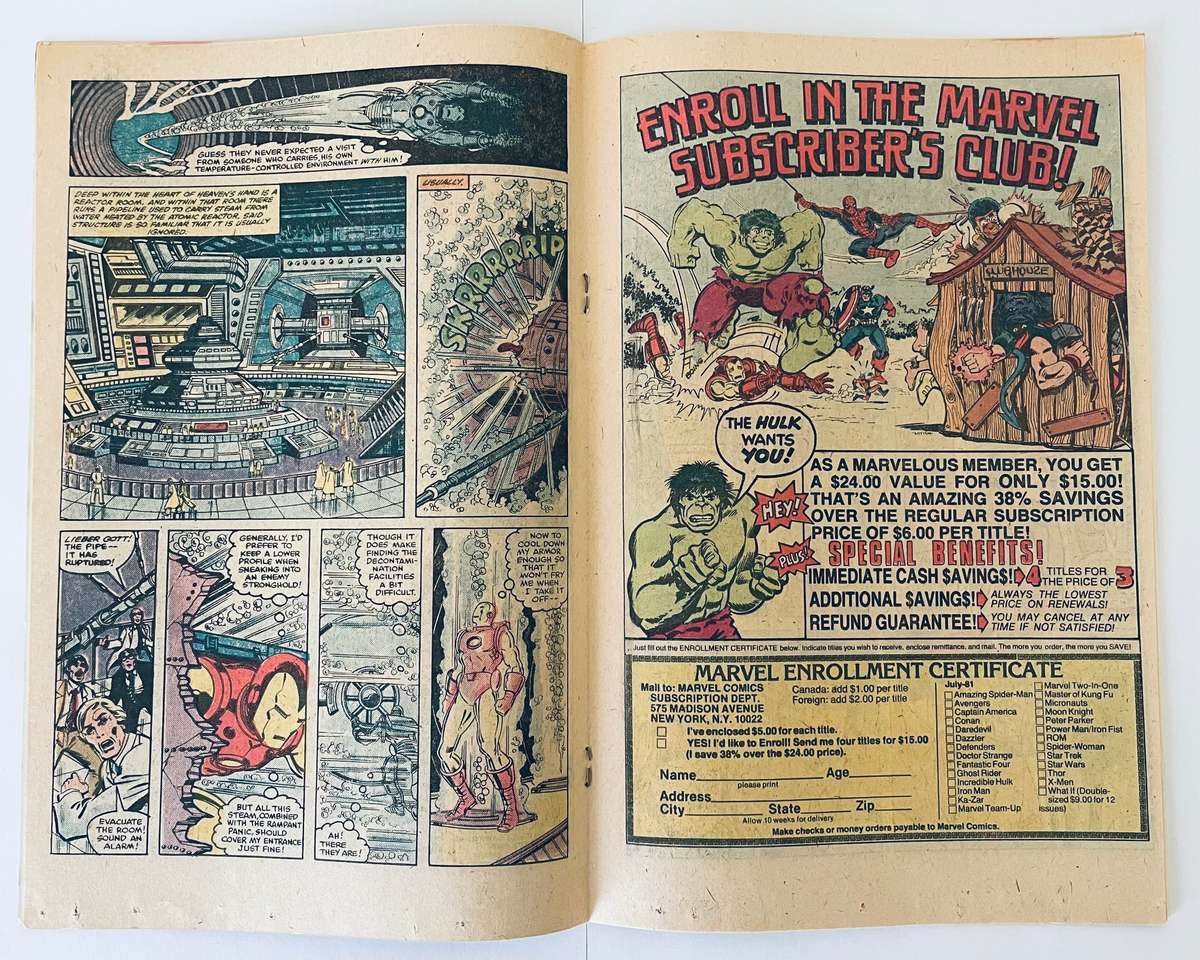 GUESS THEY NEVER EXPECTED A VISIT
FROM SOMEONE WHO CARRIES, HIS OWN
TEMPERATURE-CONTROLLED ENVIRONMENT WITH HIM!
DEEP WITHIN THE HEART OF HEAVEN'S HAND IS A
REACTOR ROOM, AND WITHIN THAT ROOM THERE
RUNS A PIPELINE USED TO CARRY STEAM FROM
WATER HEATED BY THE ATOMIC REACTOR, SAID
STRUCTURE IS SO FAMILIAR THAT IT IS USUALLY
IGNORED.
USUALLY.
SKRRRRRRIP
LIEBER GOTT!
THE PIPE--
IT HAS
RUPTURED!
EVACUATE
THE ROOM!
SOUND AN
ALARM!
GENERALLY, I'D
PREFER TO
KEEP A LOWER
PROFILE WHEN
SNEAKING INTO
AN ENEMY
STRONGHOLD!
BUT ALL THIS
STEAM, COMBINED
WITH THE RAMPANT
PANIC, SHOULD
COVER MY ENTRANCE
JUST FINE!
THOUGH IT
DOES MAKE
FINDING THE
DECONTAMI-
NATION
FACILITIES
A BIT
DIFFICULT.
AH!
THERE
THEY ARE!
NOW TO
COOL DOWN
MY ARMOR
ENOUGH SO
THAT IT
WON'T FRY
ME WHEN
I TAKE IT
OFF--
ENROLL IN THE MARVEL
SUBSCRIBER'S CLUB!
CLUBHOUSE
THE HULK
WANTS
YOU!
HEY!
AS A MARVELOUS MEMBER, YOU GET
A $24.00 VALUE FOR ONLY $15.00!
THAT'S AN AMAZING 38% SAVINGS
OVER THE REGULAR SUBSCRIPTION
PRICE OF $6.00 PER TITLE!
PLUS!
SPECIAL BENEFITS!
IMMEDIATE CASH $AVING$! 4 TITLES FOR
THE PRICE OF 3
ADDITIONAL $AVING$! ALWAYS THE LOWEST
PRICE ON RENEWALS!
REFUND GUARANTEE! YOU MAY CANCEL AT ANY
TIME IF NOT SATISFIED!
Just fill out the ENROLLMENT CERTIFICATE below. Indicate titles you wish to receive, enclose remittance, and mail. The more you order, the more you SAVE!
MARVEL ENROLLMENT CERTIFICATE
Mail to: MARVEL COMICS
SUBSCRIPTION DEPT.
575 MADISON AVENUE
NEW YORK, N.Y. 10022
Canada: add $1.00 per title
Foreign: add $2.00 per title
I've enclosed $5.00 for each title.
YES! I'd like to Enroll! Send me four titles for $15.00
(I save 38% over the $24.00 price).
Name Age
please print
Address
City State Zip
Allow 10 weeks for delivery
Make checks or money orders payable to Marvel Comics.
July-81
Amazing Spider-Man
Avengers
Captain America
Conan
Daredevil
Dazzler
Defenders
Doctor Strange
Fantastic Four
Ghost Rider
Incredible Hulk
Iron Man
Ka-Zar
Marvel Team-Up
Marvel Two-In-One
Master of Kung Fu
Micronauts
Moon Knight
Peter Parker
Power Man/Iron Fist
ROM
Spider-Woman
Star Trek
Star Wars
Thor
X-Men
What If (Double-
sized $9.00 for 12
issues)